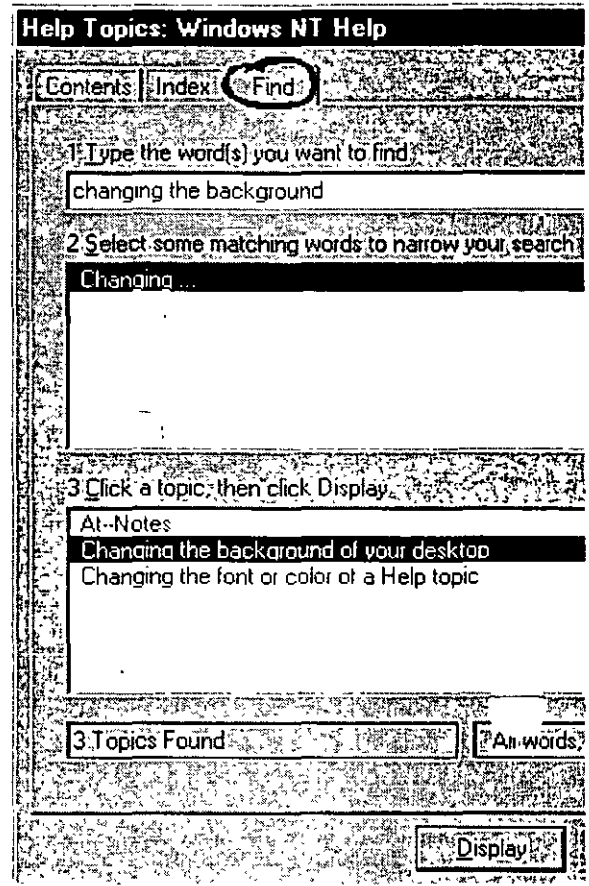 Help Topics: Windows NT Help
Contents Index Find
1 Type the word(s) you want to find
changing the background
2 Select some matching words to narrow your search
Changing ...
3 Click a topic, then click Display
At--Notes
Changing the background of your desktop
Changing the font or color of a Help topic
3 Topics Found All words,
Display